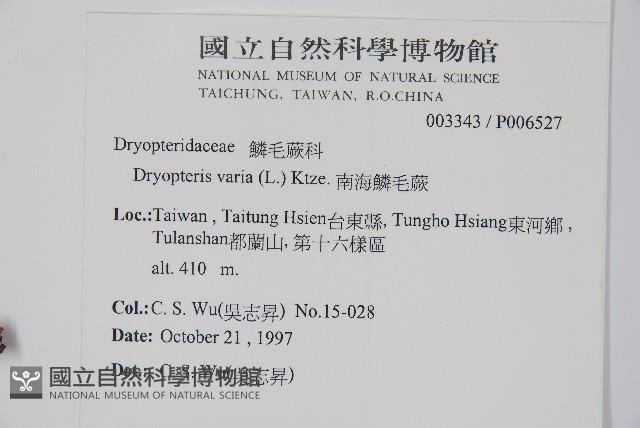 國立自然科學博物館
NATIONAL MUSEUM OF NATURAL SCIENCE
TAICHUNG, TAIWAN, R.O.CHINA
003343 / P006527
Dryopteridaceae 鱗毛蕨科
Dryopteris varia (L.) Ktze. 南海鱗毛蕨
Loc.:Taiwan , Taitung Hsien台東縣, Tungho Hsiang東河鄉 ,
Tulanshan都蘭山, 第十六樣區
alt. 410 m.
Col.: C. S. Wu(吳志昇) No.15-028
Date: October 21 , 1997
Det.: C. S. Wu(吳志昇)
國立自然科學博物館
NATIONAL MUSEUM OF NATURAL SCIENCE